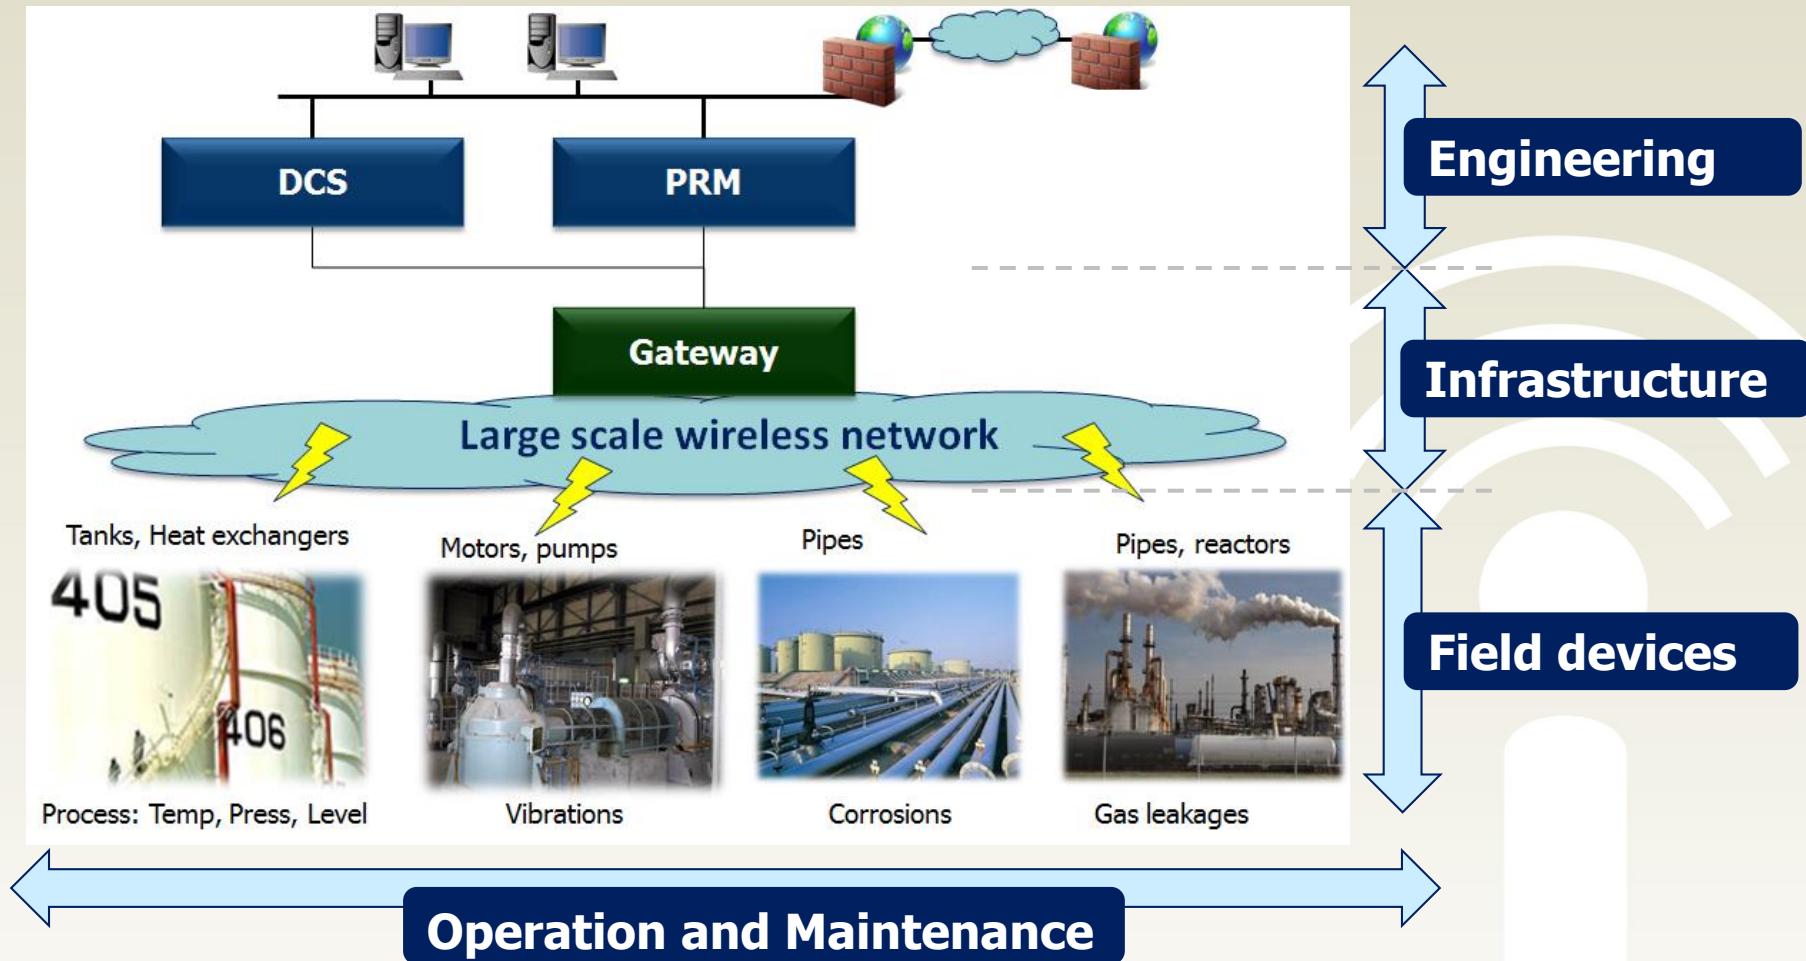 DCS
PRM
Engineering
Gateway
Infrastructure
Large scale wireless network
Tanks, Heat exchangers
Motors, pumps
Pipes
Pipes, reactors
405
406
Field devices
Process: Temp, Press, Level
Vibrations
Corrosions
Gas leakages
Operation and Maintenance